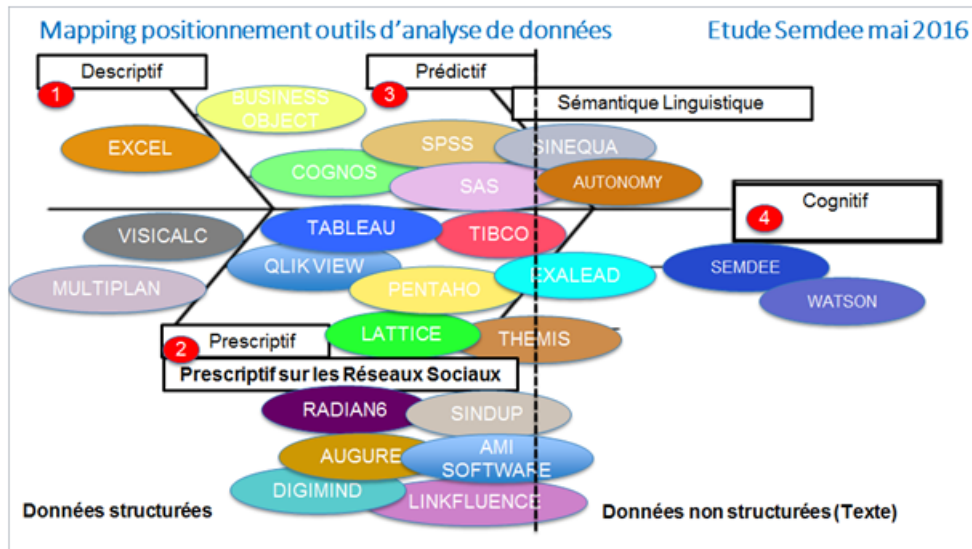 Mapping positionnement outils d'analyse de données
Etude Semdee mai 2016
Descriptif
1
Prédictif
3
Sémantique Linguistique
BUSINESS
OBJECT
EXCEL
SPSS
SINEQUA
COGNOS
SAS
AUTONOMY
Cognitif
4
VISICALC
TABLEAU
TIBCO
QLIKVIEW
EXALEAD
SEMDEE
MULTIPLAN
PENTAHO
WATSON
LATTICE
THEMIS
Prescriptif
2
Prescriptif sur les Réseaux Sociaux
RADIAN6
SINDUP
AUGURE
AMI
SOFTWARE
DIGIMIND
LINKFLUENCE
Données structurées
Données non structurées (Texte)